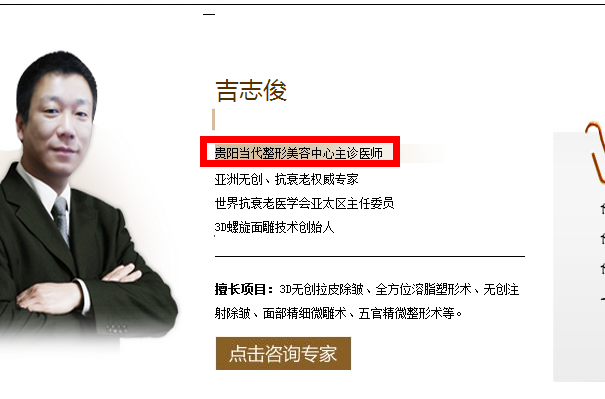 吉志俊
贵阳当代整形美容中心主诊医师
亚洲无创、抗衰老权威专家
世界抗衰老医学会亚太区主任委员
3D螺旋面雕技术创始人
擅长项目：3D无创拉皮除皱、全方位溶脂塑形术、无创注
射除皱、面部精细微雕术、五官精微整形术等。
点击咨询专家